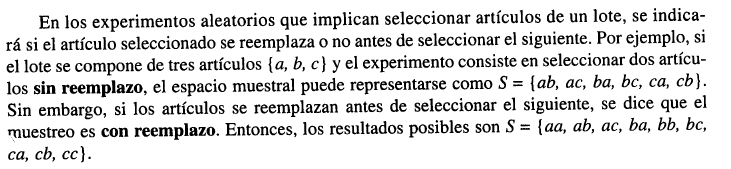 En los experimentos aleatorios que implican seleccionar artículos de un lote, se indica-
rá si el artículo seleccionado se reemplaza o no antes de seleccionar el siguiente. Por ejemplo, si
el lote se compone de tres artículos {a, b, c} y el experimento consiste en seleccionar dos artícu-
los sin reemplazo, el espacio muestral puede representarse como S = {ab, ac, ba, bc, ca, cb}.
Sin embargo, si los artículos se reemplazan antes de seleccionar el siguiente, se dice que el
muestreo es con reemplazo. Entonces, los resultados posibles son S = {aa, ab, ac, ba, bb, bc,
ca, cb, cc}.